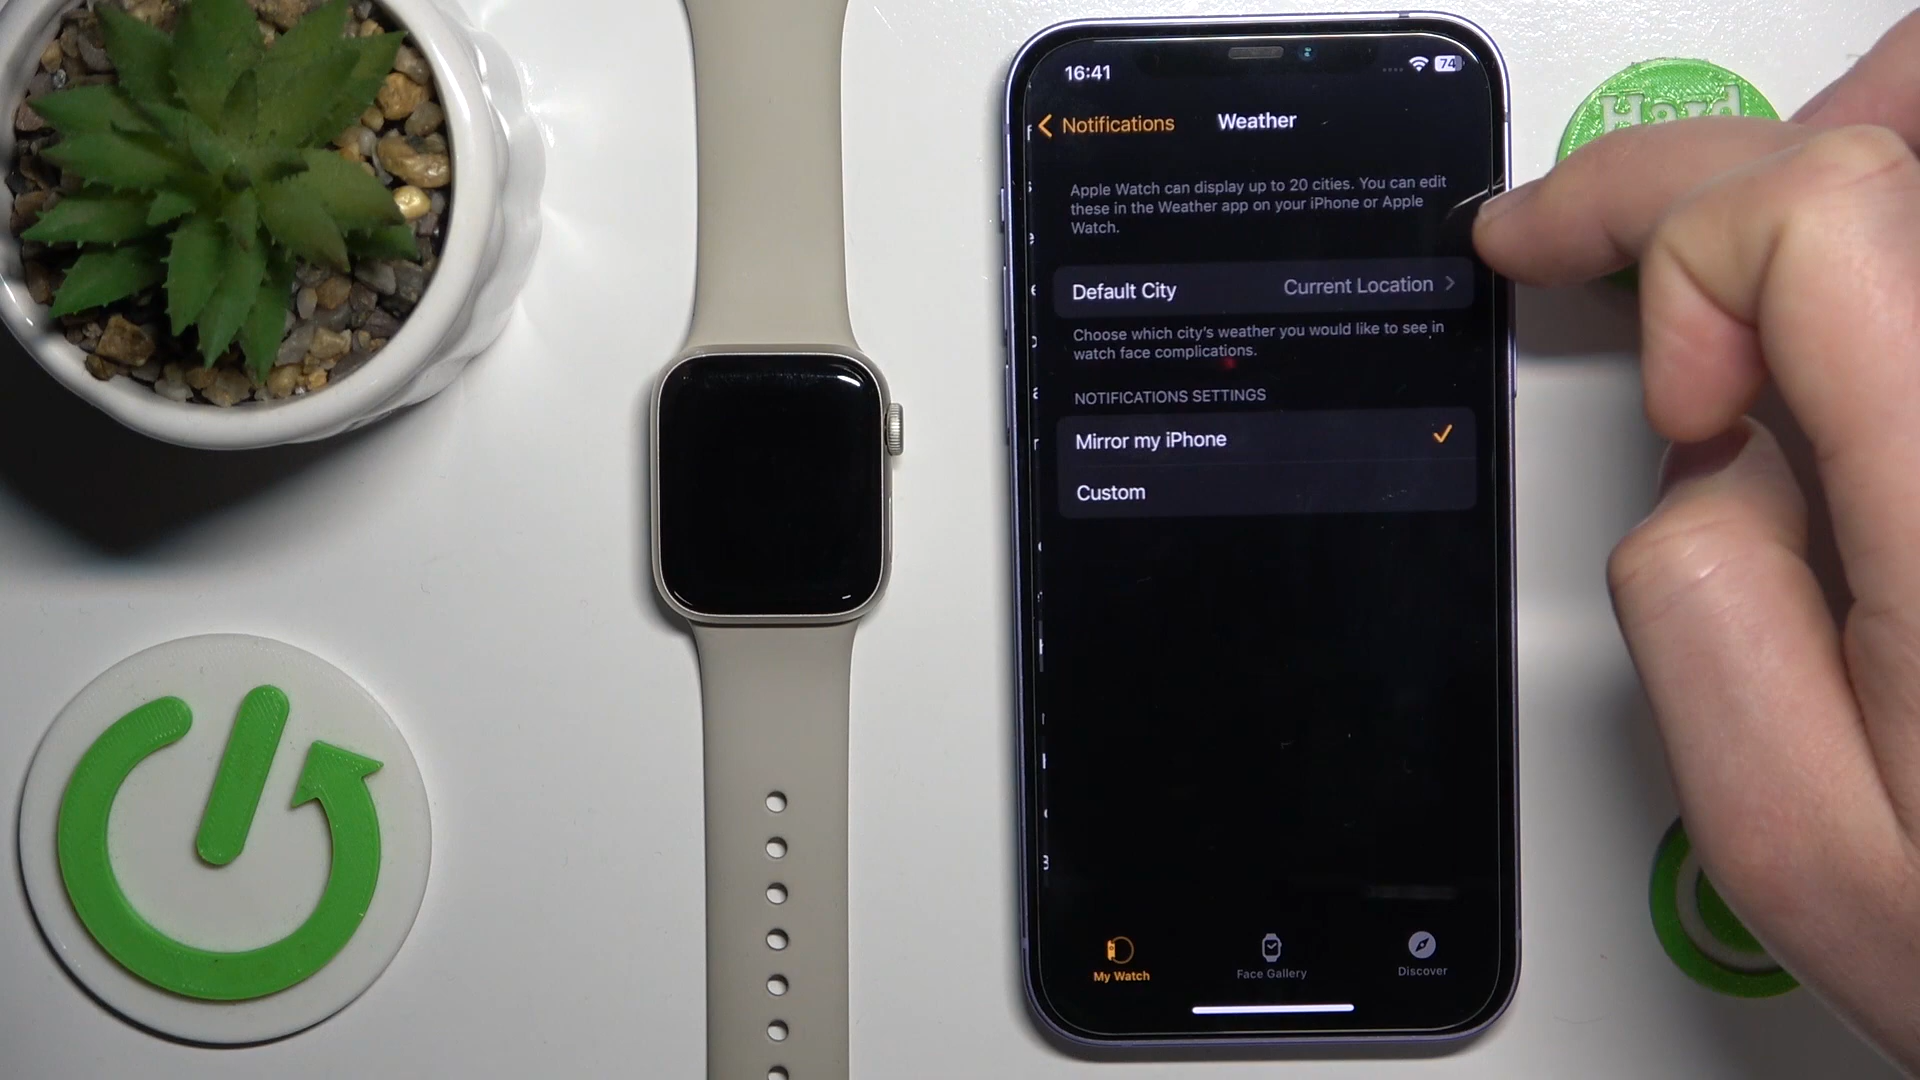 16:41
74
Notifications
Weather
Apple Watch can display up to 20 cities. You can edit
these in the Weather app on your iPhone or Apple
Watch.
Default City
Current Location
Choose which city's weather you would like to see in
watch face complications.
NOTIFICATIONS SETTINGS
Mirror my iPhone
Custom
My Watch
Face Gallery
Discover
Hard